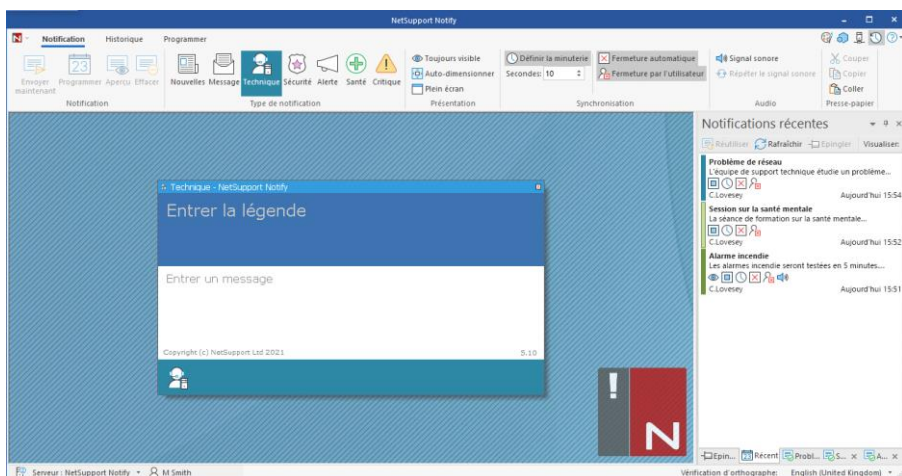 NetSupport Notify
Notification Historique Programmer
Envoyer maintenant
Programmer
Aperçu
Effacer
Notification
Nouvelles
Message
Technique
Sécurité
Alerte
Santé
Critique
Type de notification
Toujours visible
Auto-dimensionner
Plein écran
Présentation
Définir la minuterie
Secondes: 10
Fermeture automatique
Fermeture par l'utilisateur
Synchronisation
Signal sonore
Répéter le signal sonore
Audio
Couper
Copier
Coller
Presse-papier
Technique - NetSupport Notify
Entrer la légende
Entrer un message
Copyright (c) NetSupport Ltd 2021 5.10
N
Notifications récentes
Réutiliser Rafraîchir Epingler Visualiser:
Problème de réseau
L'équipe de support technique étudie un problème...
C.Lovesey Aujourd'hui 15:54
Session sur la santé mentale
La séance de formation sur la santé mentale...
C.Lovesey Aujourd'hui 15:52
Alarme incendie
Les alarmes incendie seront testées en 5 minutes....
C.Lovesey Aujourd'hui 15:51
Epin... Récent Probl... S... A...
Serveur : NetSupport Notify M Smith
Vérification d'orthographe: English (United Kingdom)